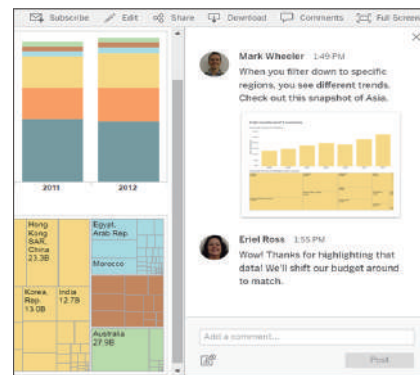 Subscribe Edit Share Download Comments Full Screen
2011 2012
Hong
Kong
SAR,
China
23.3B
Egypt,
Arab Rep.
Morocco
Korea,
Rep.
13.0B
India
12.7B
Australia
27.9B
Mark Wheeler 1:49 PM
When you filter down to specific
regions, you see different trends.
Check out this snapshot of Asia.
Eriel Ross 1:55 PM
Wow! Thanks for highlighting that
data! We'll shift our budget around
to match.
Add a comment...
Post